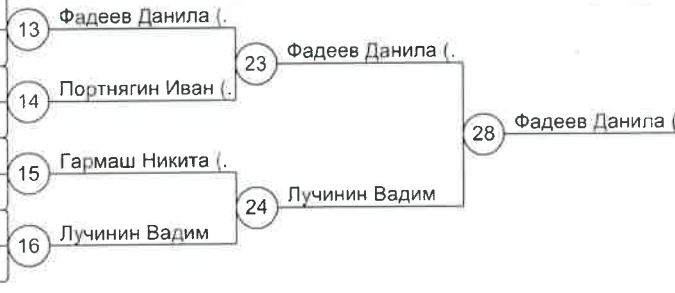 13 Фадеев Данила (.
23 Фадеев Данила (.
14 Портнягин Иван (.
28 Фадеев Данила (
15 Гармаш Никита (.
24 Лучинин Вадим
16 Лучинин Вадим